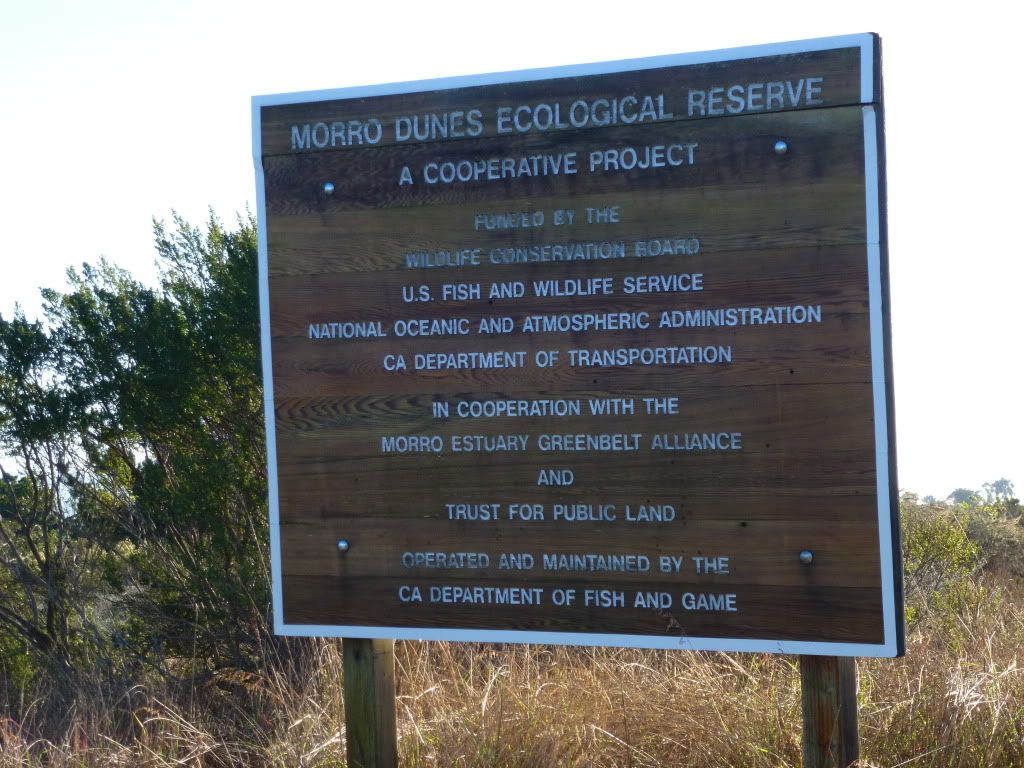 MORRO DUNES ECOLOGICAL RESERVE
A COOPERATIVE PROJECT
FUNDED BY THE
WILDLIFE CONSERVATION BOARD
U.S. FISH AND WILDLIFE SERVICE
NATIONAL OCEANIC AND ATMOSPHERIC ADMINISTRATION
CA DEPARTMENT OF TRANSPORTATION
IN COOPERATION WITH THE
MORRO ESTUARY GREENBELT ALLIANCE
AND
TRUST FOR PUBLIC LAND
OPERATED AND MAINTAINED BY THE
CA DEPARTMENT OF FISH AND GAME